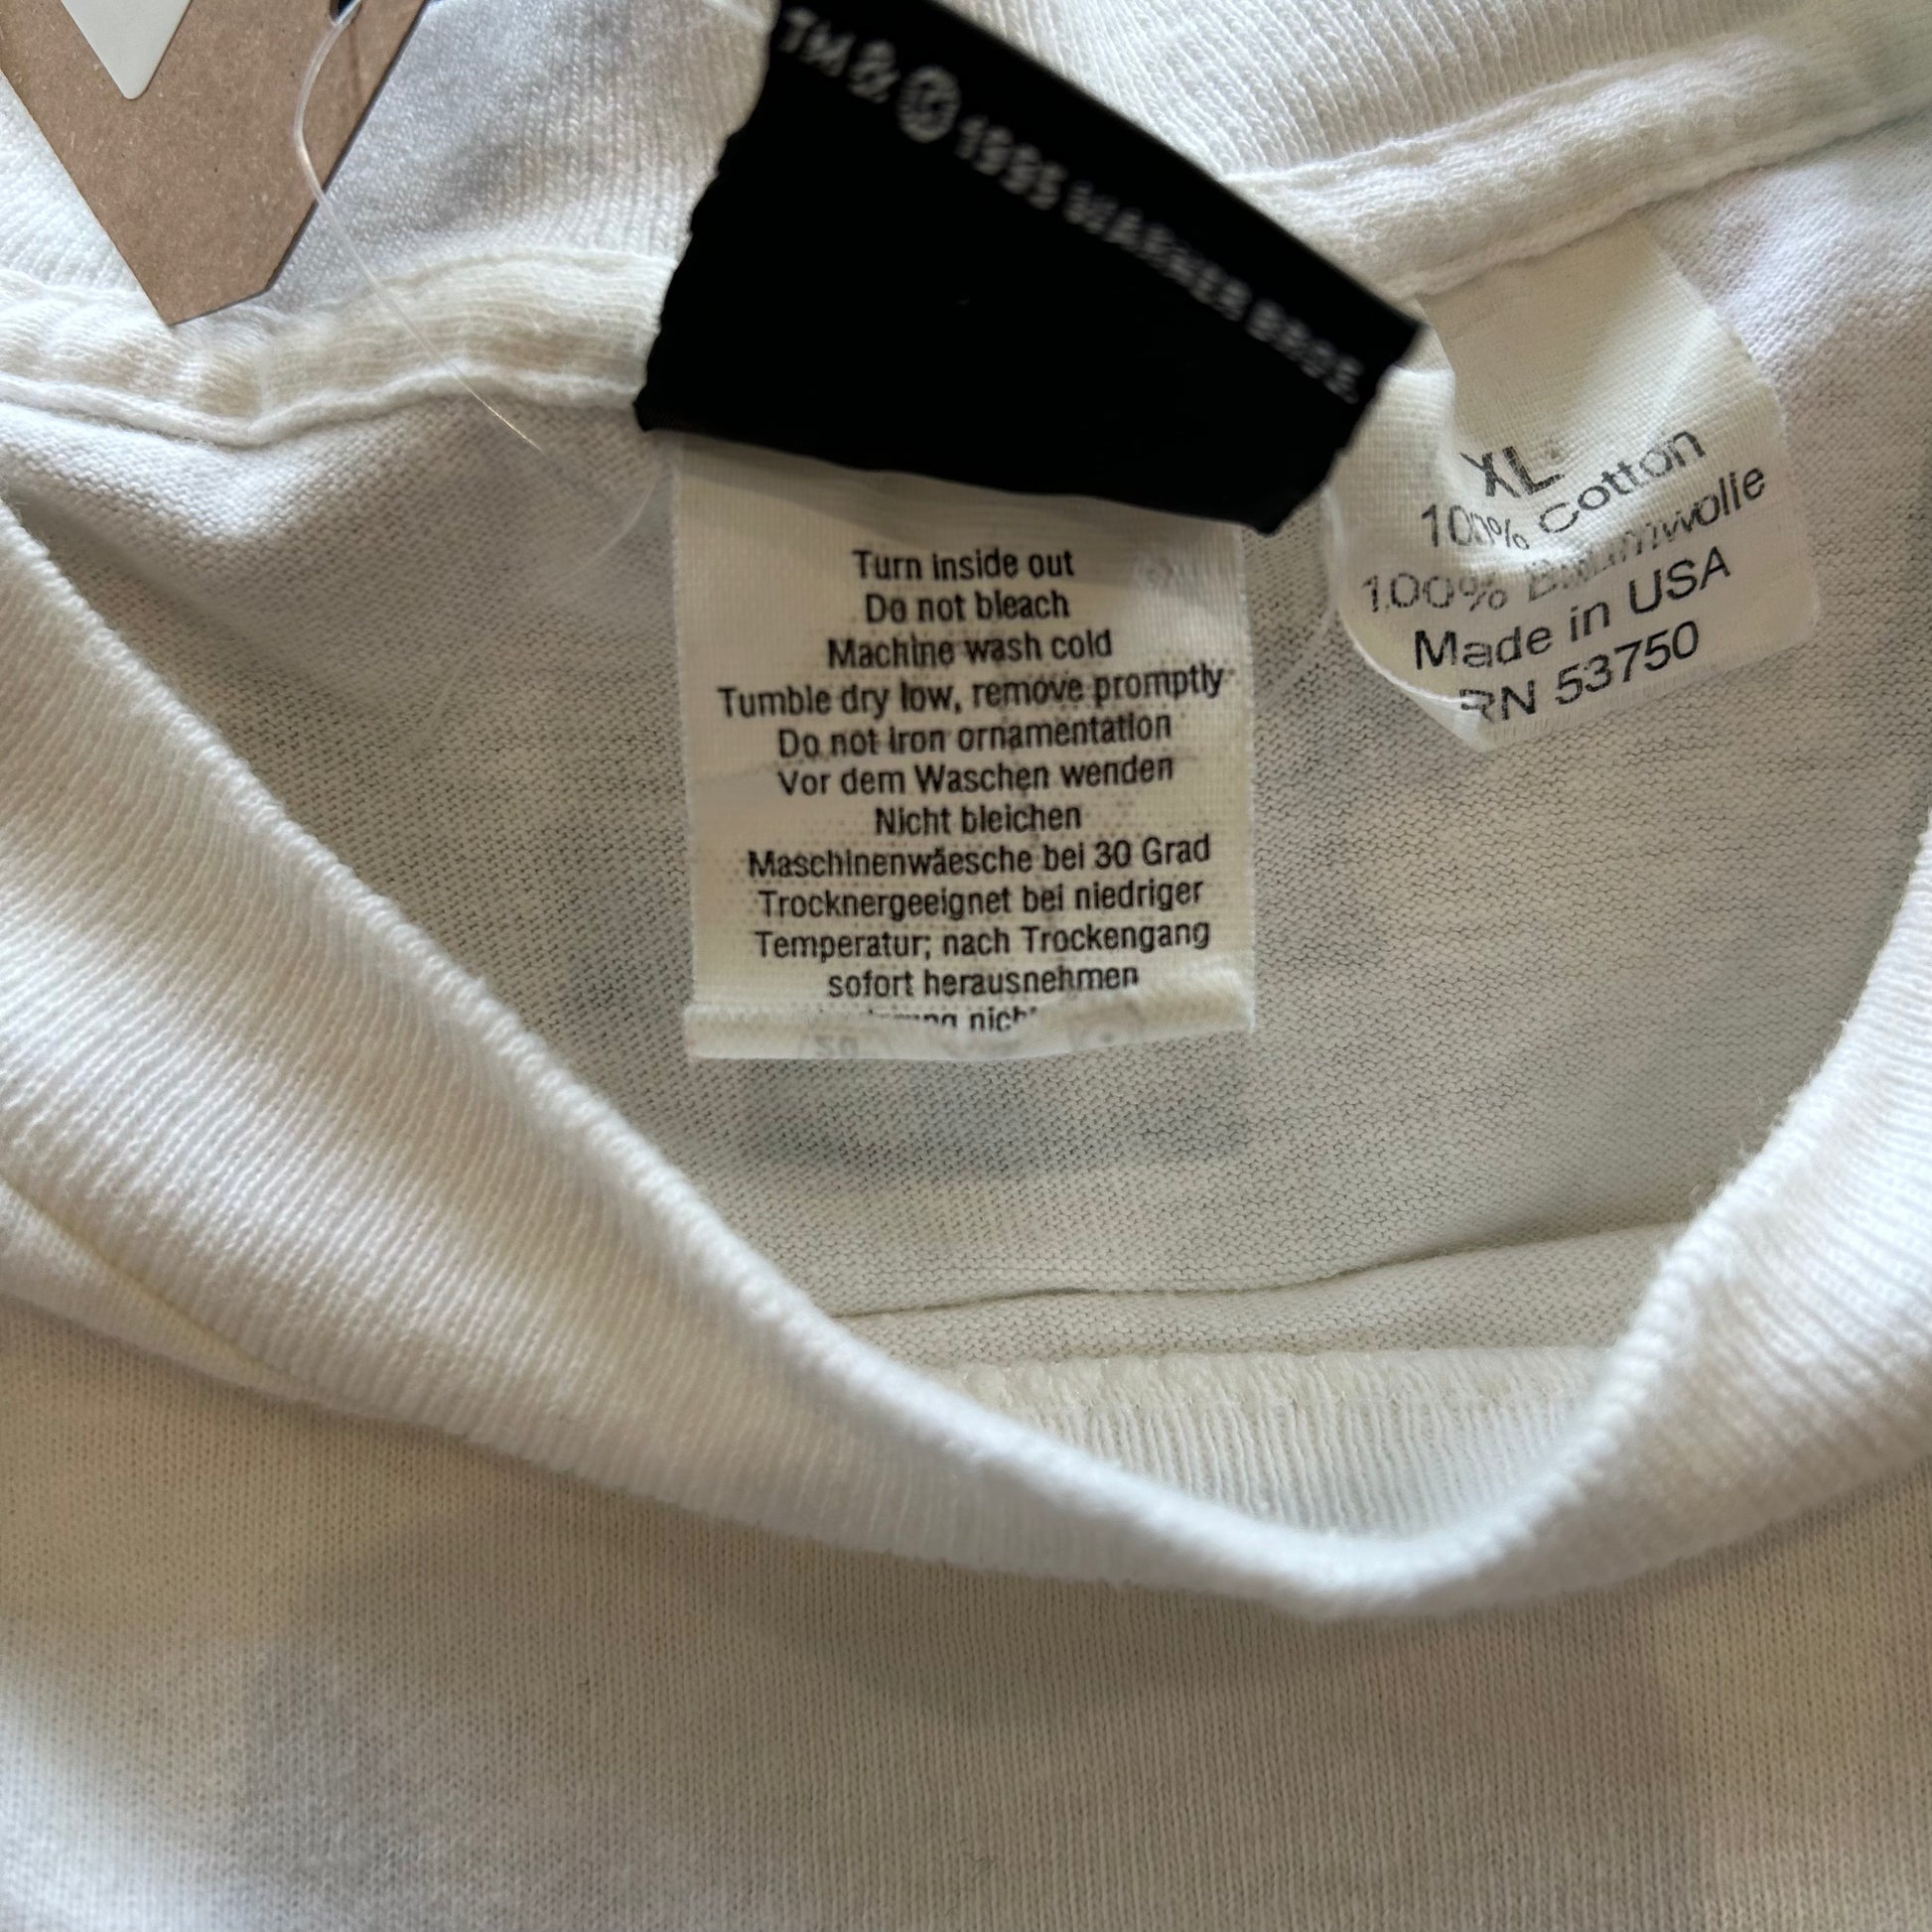 TM & © 1995 WARNER BROS.
Turn inside out
Do not bleach
Machine wash cold
Tumble dry low, remove promptly
Do not iron ornamentation
Vor dem Waschen wenden
Nicht bleichen
Maschinenwäesche bei 30 Grad
Trocknergeeignet bei niedriger
Temperatur; nach Trockengang
sofort herausnehmen
XL
100% Cotton
100% Baumwolle
Made in USA
RN 53750